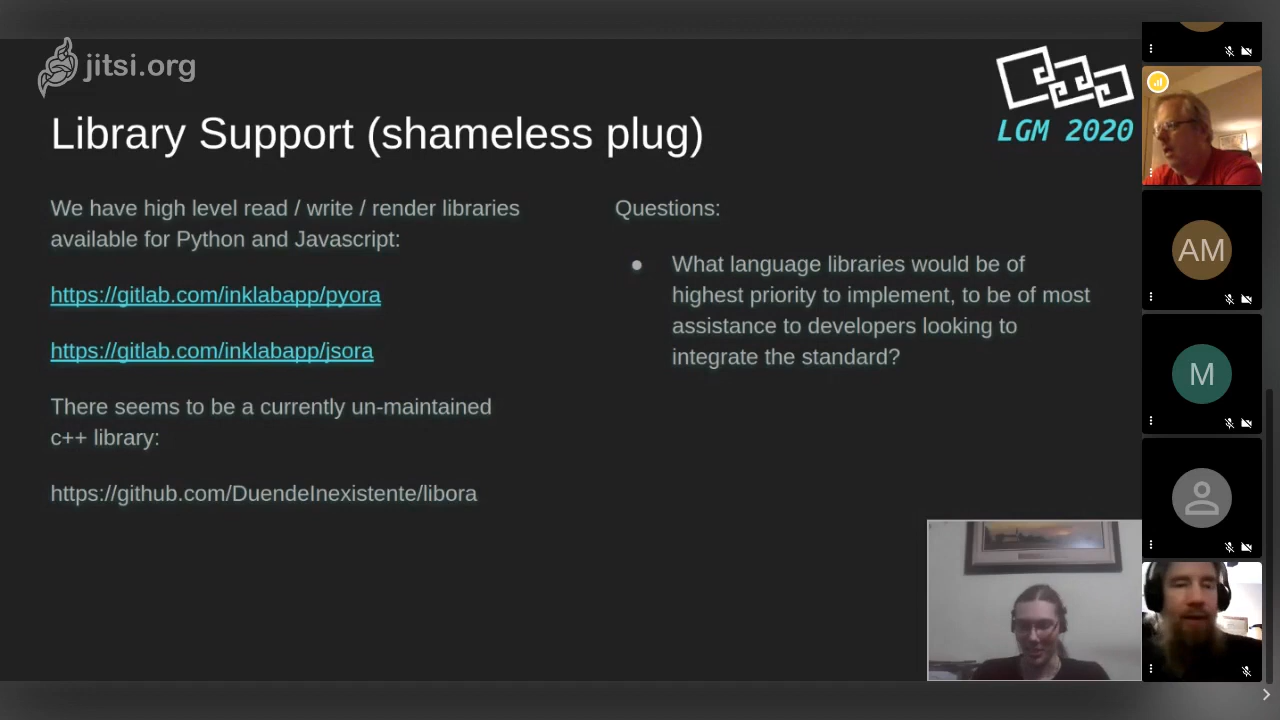 jitsi.org
LGM 2020
Library Support (shameless plug)
We have high level read / write / render libraries
available for Python and Javascript:
https://gitlab.com/inklabapp/pyora
https://gitlab.com/inklabapp/jsora
There seems to be a currently un-maintained
c++ library:
https://github.com/DuendeInexistente/libora
Questions:
● What language libraries would be of
highest priority to implement, to be of most
assistance to developers looking to
integrate the standard?
AM
M